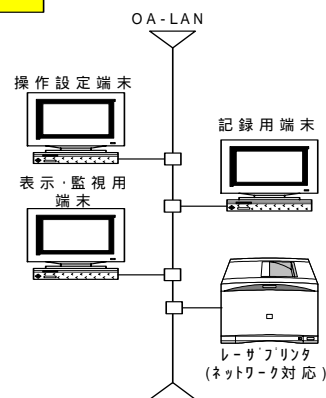 OA-LAN
操作設定端末
記録用端末
表示・監視用
端末
レーザプリンタ
(ネットワーク対応)